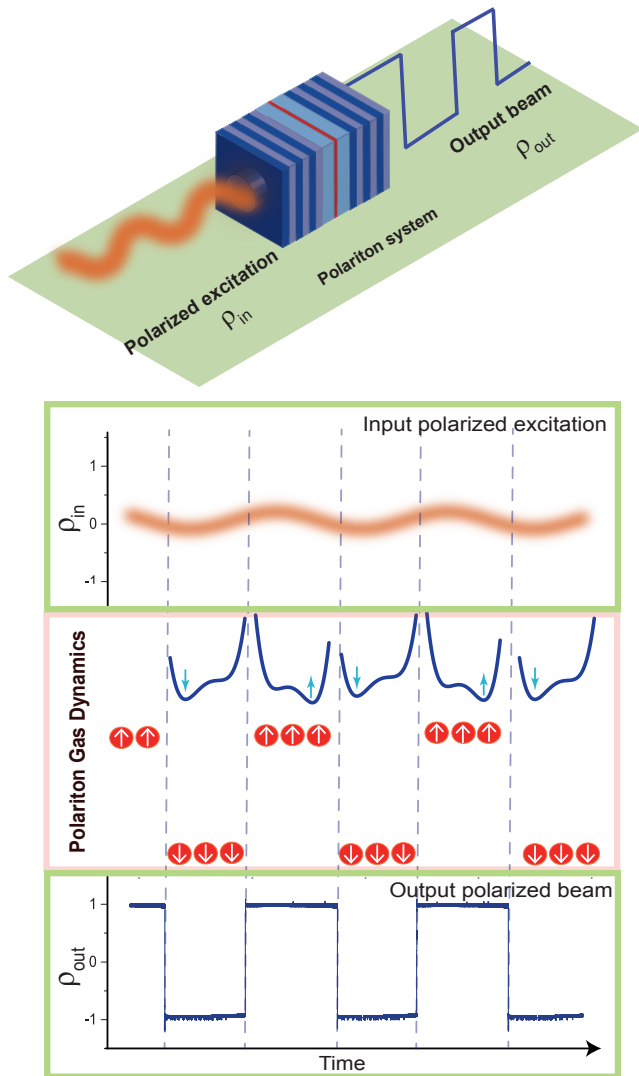 Output beam
ρout
Polariton system
Polarized excitation
ρin
Input polarized excitation
1
0
-1
ρin
Polariton Gas Dynamics
Output polarized beam
1
0
-1
ρout
Time